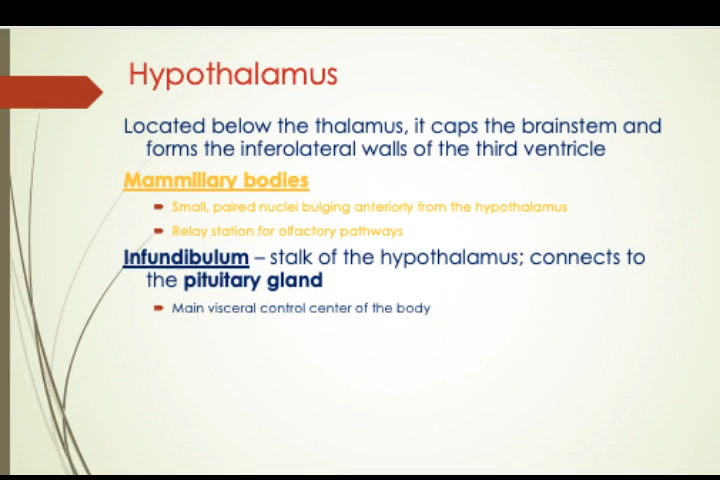 Hypothalamus
Located below the thalamus, it caps the brainstem and
forms the inferolateral walls of the third ventricle
Mammillary bodies
Small, paired nuclei bulging anteriorly from the hypothalamus
Relay station for olfactory pathways
Infundibulum – stalk of the hypothalamus; connects to
the pituitary gland
Main visceral control center of the body